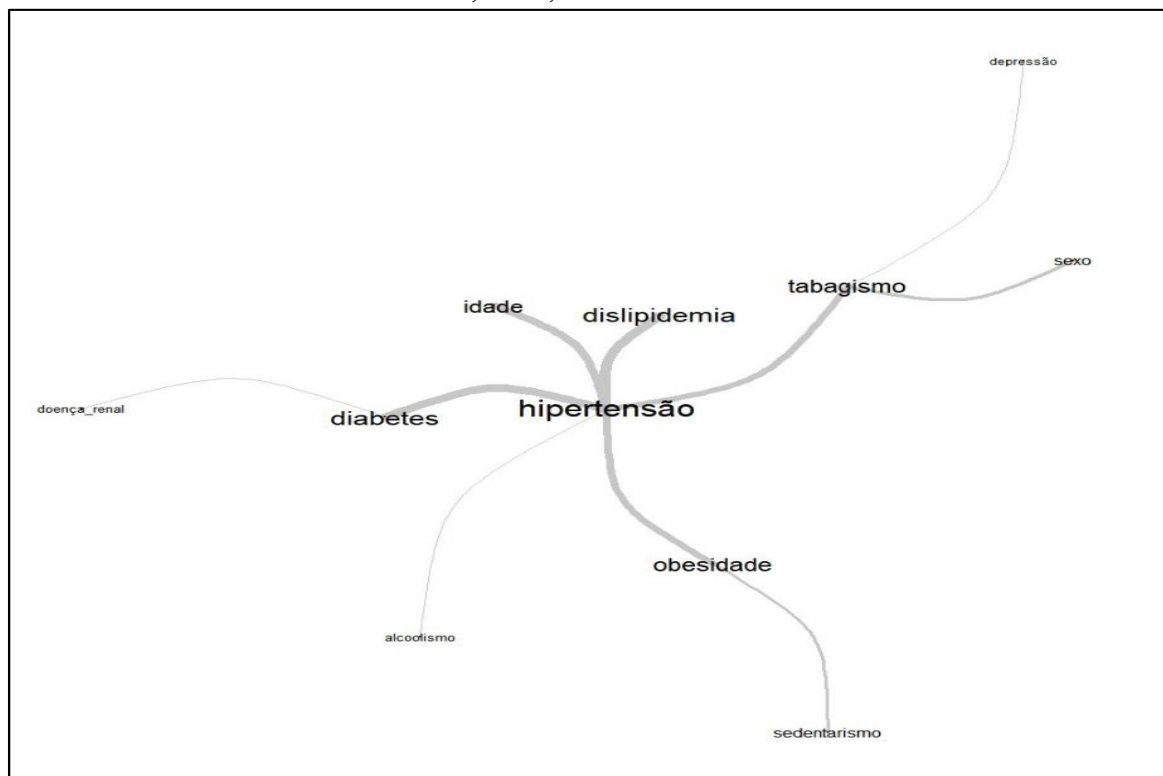 depressão
sexo
tabagismo
idade
dislipidemia
hipertensão
doença_renal
diabetes
obesidade
alcoolismo
sedentarismo